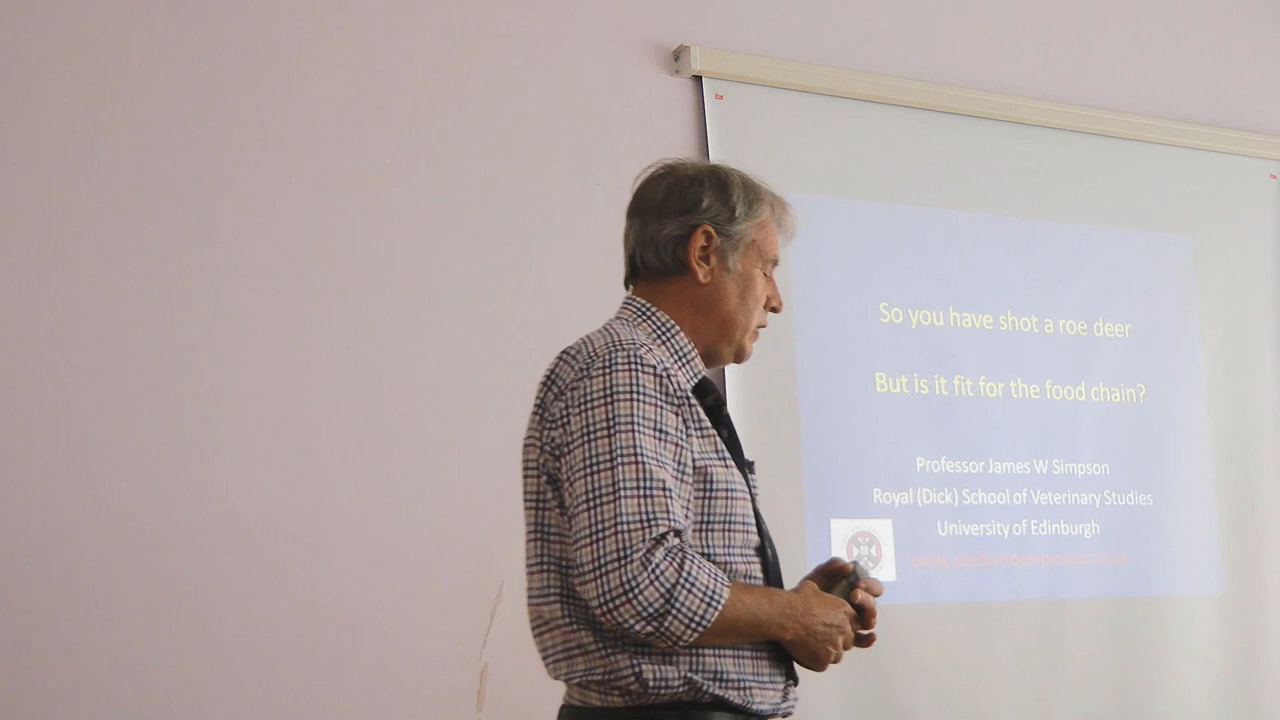 So you have shot a roe deer
But is it fit for the food chain?
Professor James W Simpson
Royal (Dick) School of Veterinary Studies
University of Edinburgh